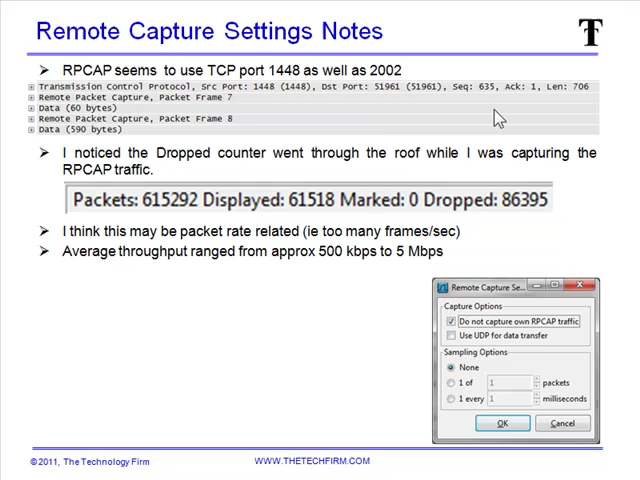 Remote Capture Settings Notes
RPCAP seems to use TCP port 1448 as well as 2002
Transmission Control Protocol, Src Port: 1448 (1448), Dst Port: 51961 (51961), Seq: 635, Ack: 1, Len: 706
Remote Packet Capture, Packet Frame 7
Data (60 bytes)
Remote Packet Capture, Packet Frame 8
Data (590 bytes)
I noticed the Dropped counter went through the roof while I was capturing the
RPCAP traffic.
Packets: 615292 Displayed: 61518 Marked: 0 Dropped: 86395
I think this may be packet rate related (ie too many frames/sec)
Average throughput ranged from approx 500 kbps to 5 Mbps
Remote Capture Se...
Capture Options
Do not capture own RPCAP traffic
Use UDP for data transfer
Sampling Options
None
1 of 1 packets
1 every 1 milliseconds
OK Cancel
© 2011, The Technology Firm WWW.THETECHFIRM.COM